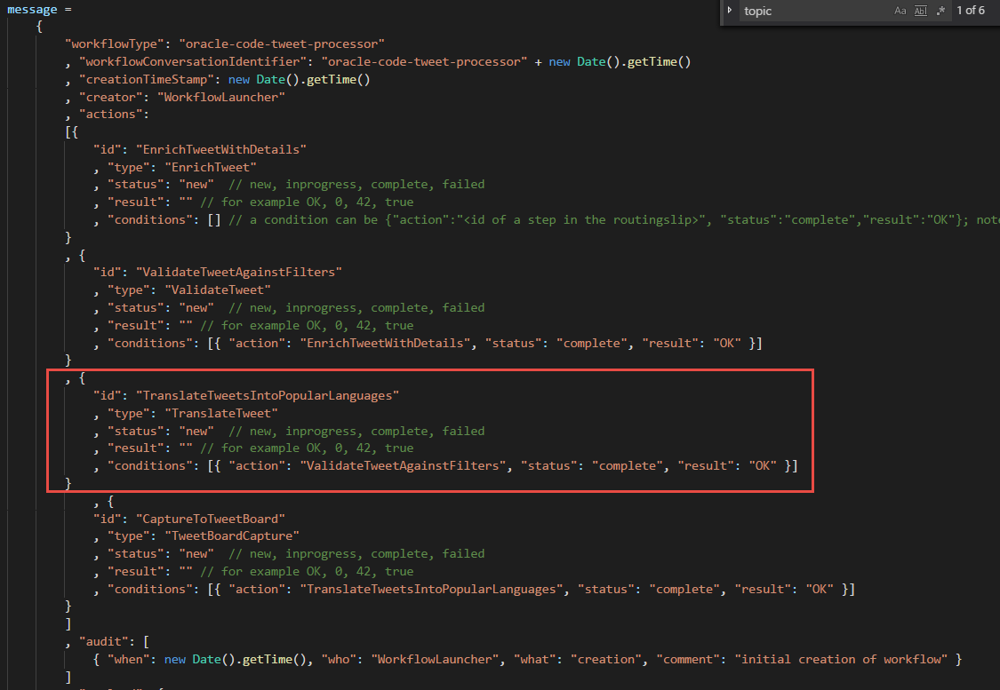 message =
topic Aa Abl .* 1 of 6
{
"workflowType": "oracle-code-tweet-processor"
, "workflowConversationIdentifier": "oracle-code-tweet-processor" + new Date().getTime()
, "creationTimeStamp": new Date().getTime()
, "creator": "WorkflowLauncher"
, "actions":
[{
"id": "EnrichTweetWithDetails"
, "type": "EnrichTweet"
, "status": "new"  // new, inprogress, complete, failed
, "result": "" // for example OK, 0, 42, true
, "conditions": [] // a condition can be {"action":"<id of a step in the routingslip>", "status":"complete","result":"OK"}; note
}
, {
"id": "ValidateTweetAgainstFilters"
, "type": "ValidateTweet"
, "status": "new"  // new, inprogress, complete, failed
, "result": "" // for example OK, 0, 42, true
, "conditions": [{ "action": "EnrichTweetWithDetails", "status": "complete", "result": "OK" }]
}
, {
"id": "TranslateTweetsIntoPopularLanguages"
, "type": "TranslateTweet"
, "status": "new"  // new, inprogress, complete, failed
, "result": "" // for example OK, 0, 42, true
, "conditions": [{ "action": "ValidateTweetAgainstFilters", "status": "complete", "result": "OK" }]
}
, {
"id": "CaptureToTweetBoard"
, "type": "TweetBoardCapture"
, "status": "new"  // new, inprogress, complete, failed
, "result": "" // for example OK, 0, 42, true
, "conditions": [{ "action": "TranslateTweetsIntoPopularLanguages", "status": "complete", "result": "OK" }]
}
]
, "audit": [
{ "when": new Date().getTime(), "who": "WorkflowLauncher", "what": "creation", "comment": "initial creation of workflow" }
]